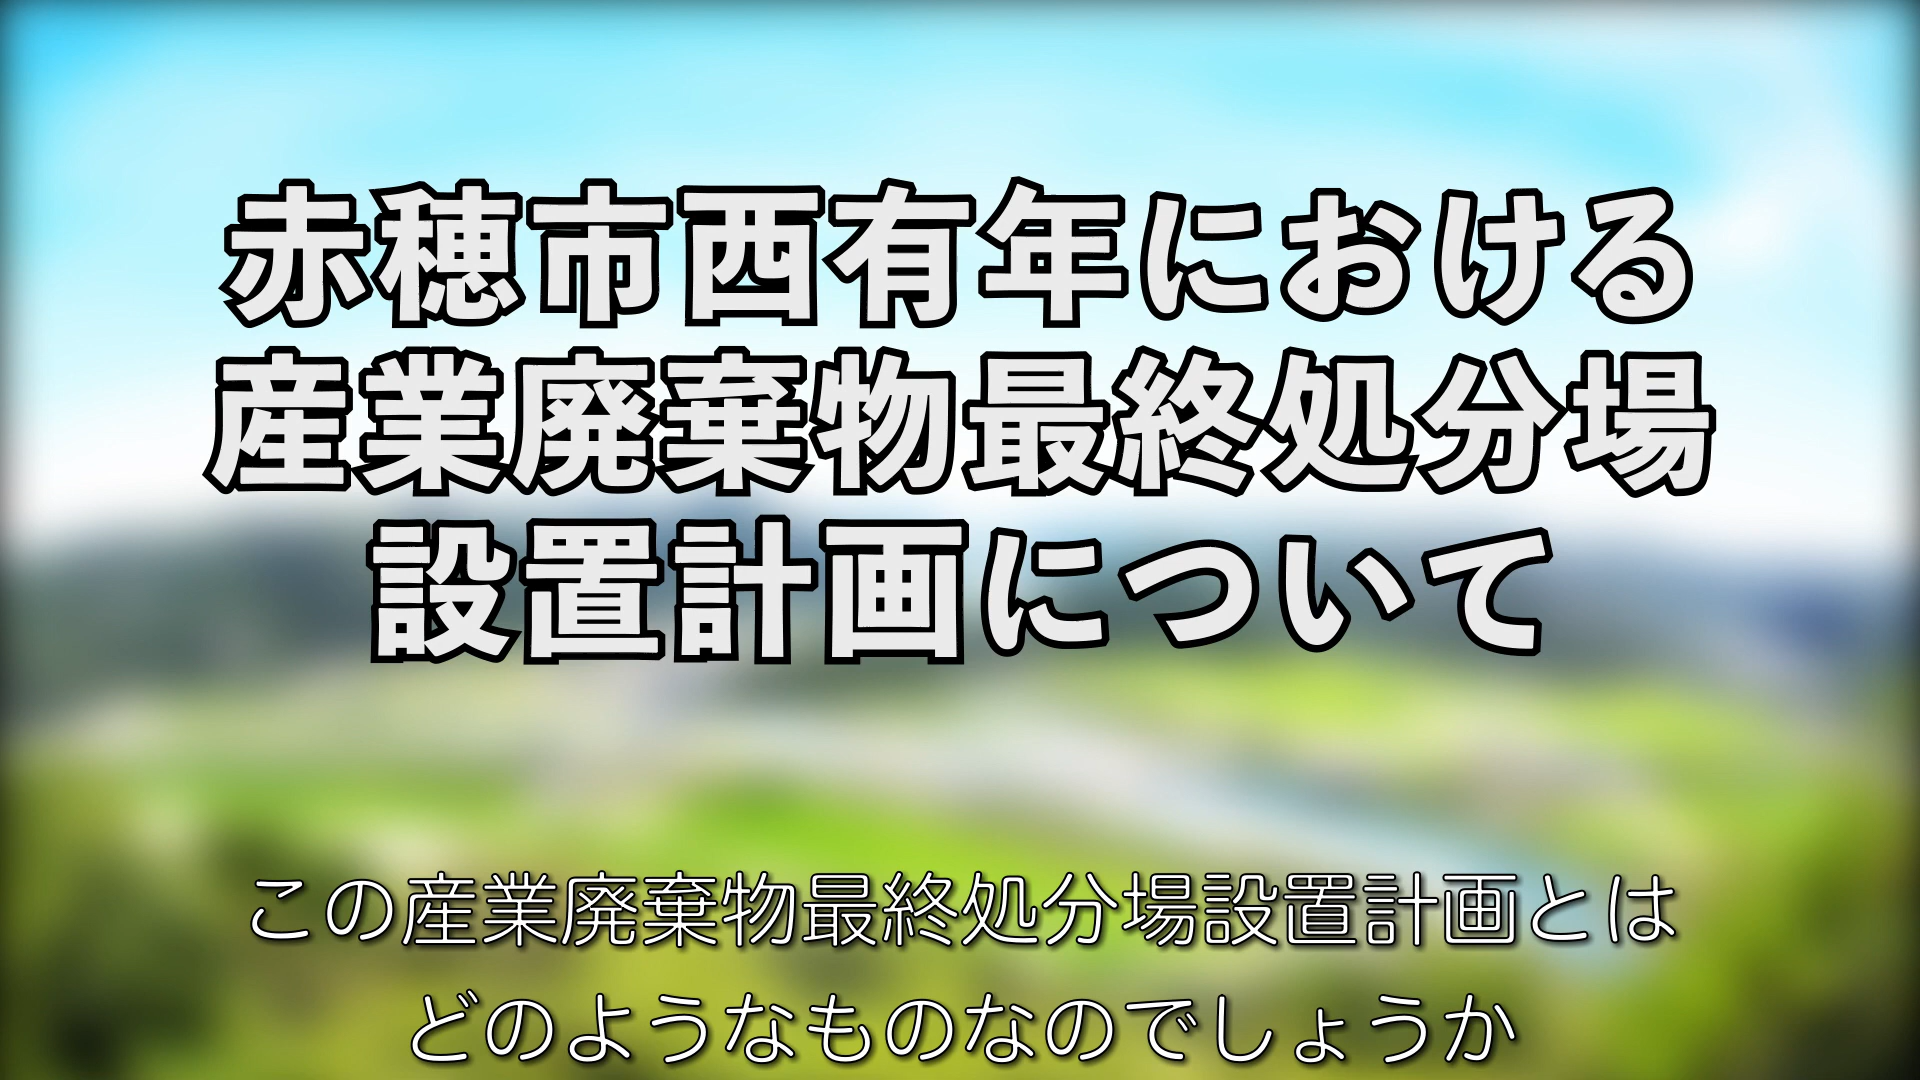 赤穂市西有年における
産業廃棄物最終処分場
設置計画について
この産業廃棄物最終処分場設置計画とは
どのようなものなのでしょうか